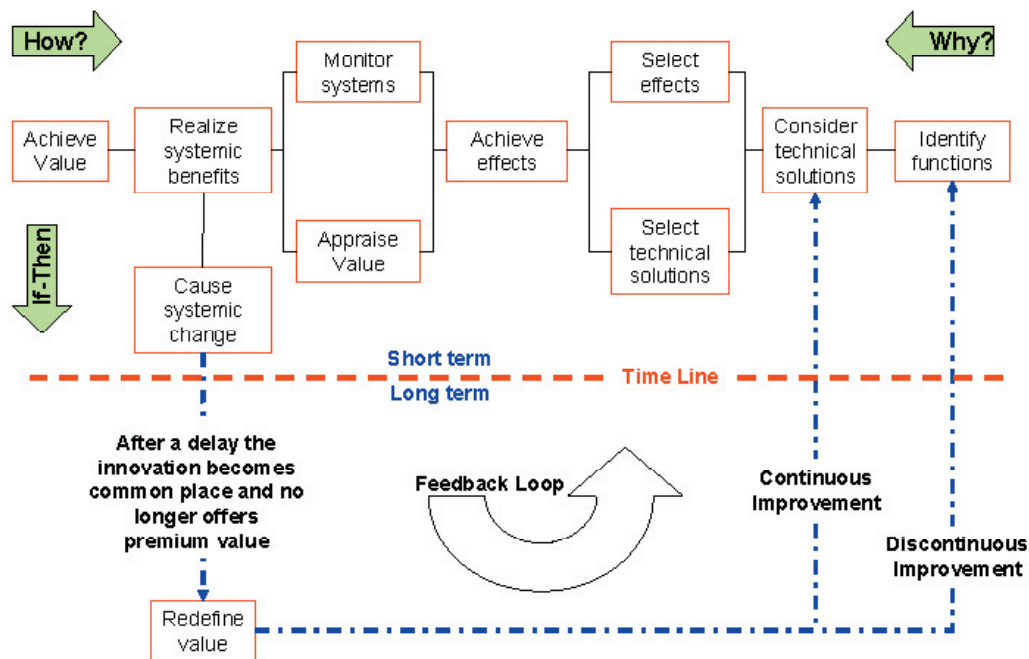 How?
Why?
Monitor
systems
Select
effects
Achieve
Value
Realize
systemic
benefits
Achieve
effects
Consider
technical
solutions
Identify
functions
Appraise
Value
Select
technical
solutions
If-Then
Cause
systemic
change
Short term
Time Line
Long term
After a delay the
innovation becomes
common place and no
longer offers
premium value
Feedback Loop
Continuous
Improvement
Discontinuous
Improvement
Redefine
value